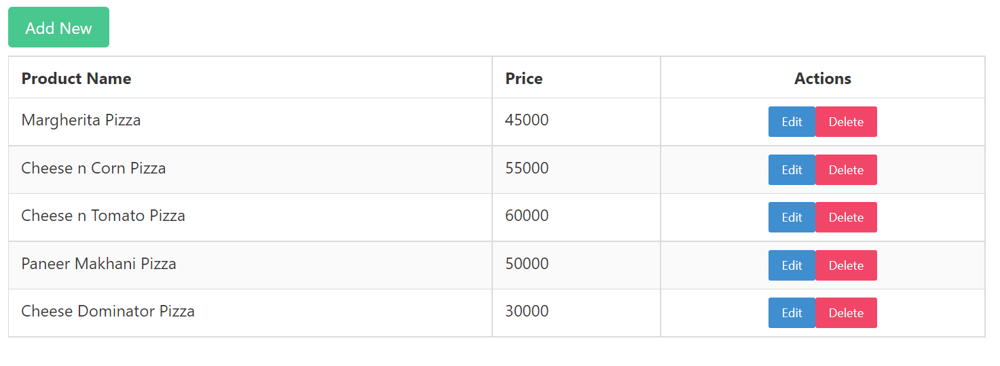 Add New
Product Name Price Actions
Margherita Pizza 45000 Edit Delete
Cheese n Corn Pizza 55000 Edit Delete
Cheese n Tomato Pizza 60000 Edit Delete
Paneer Makhani Pizza 50000 Edit Delete
Cheese Dominator Pizza 30000 Edit Delete